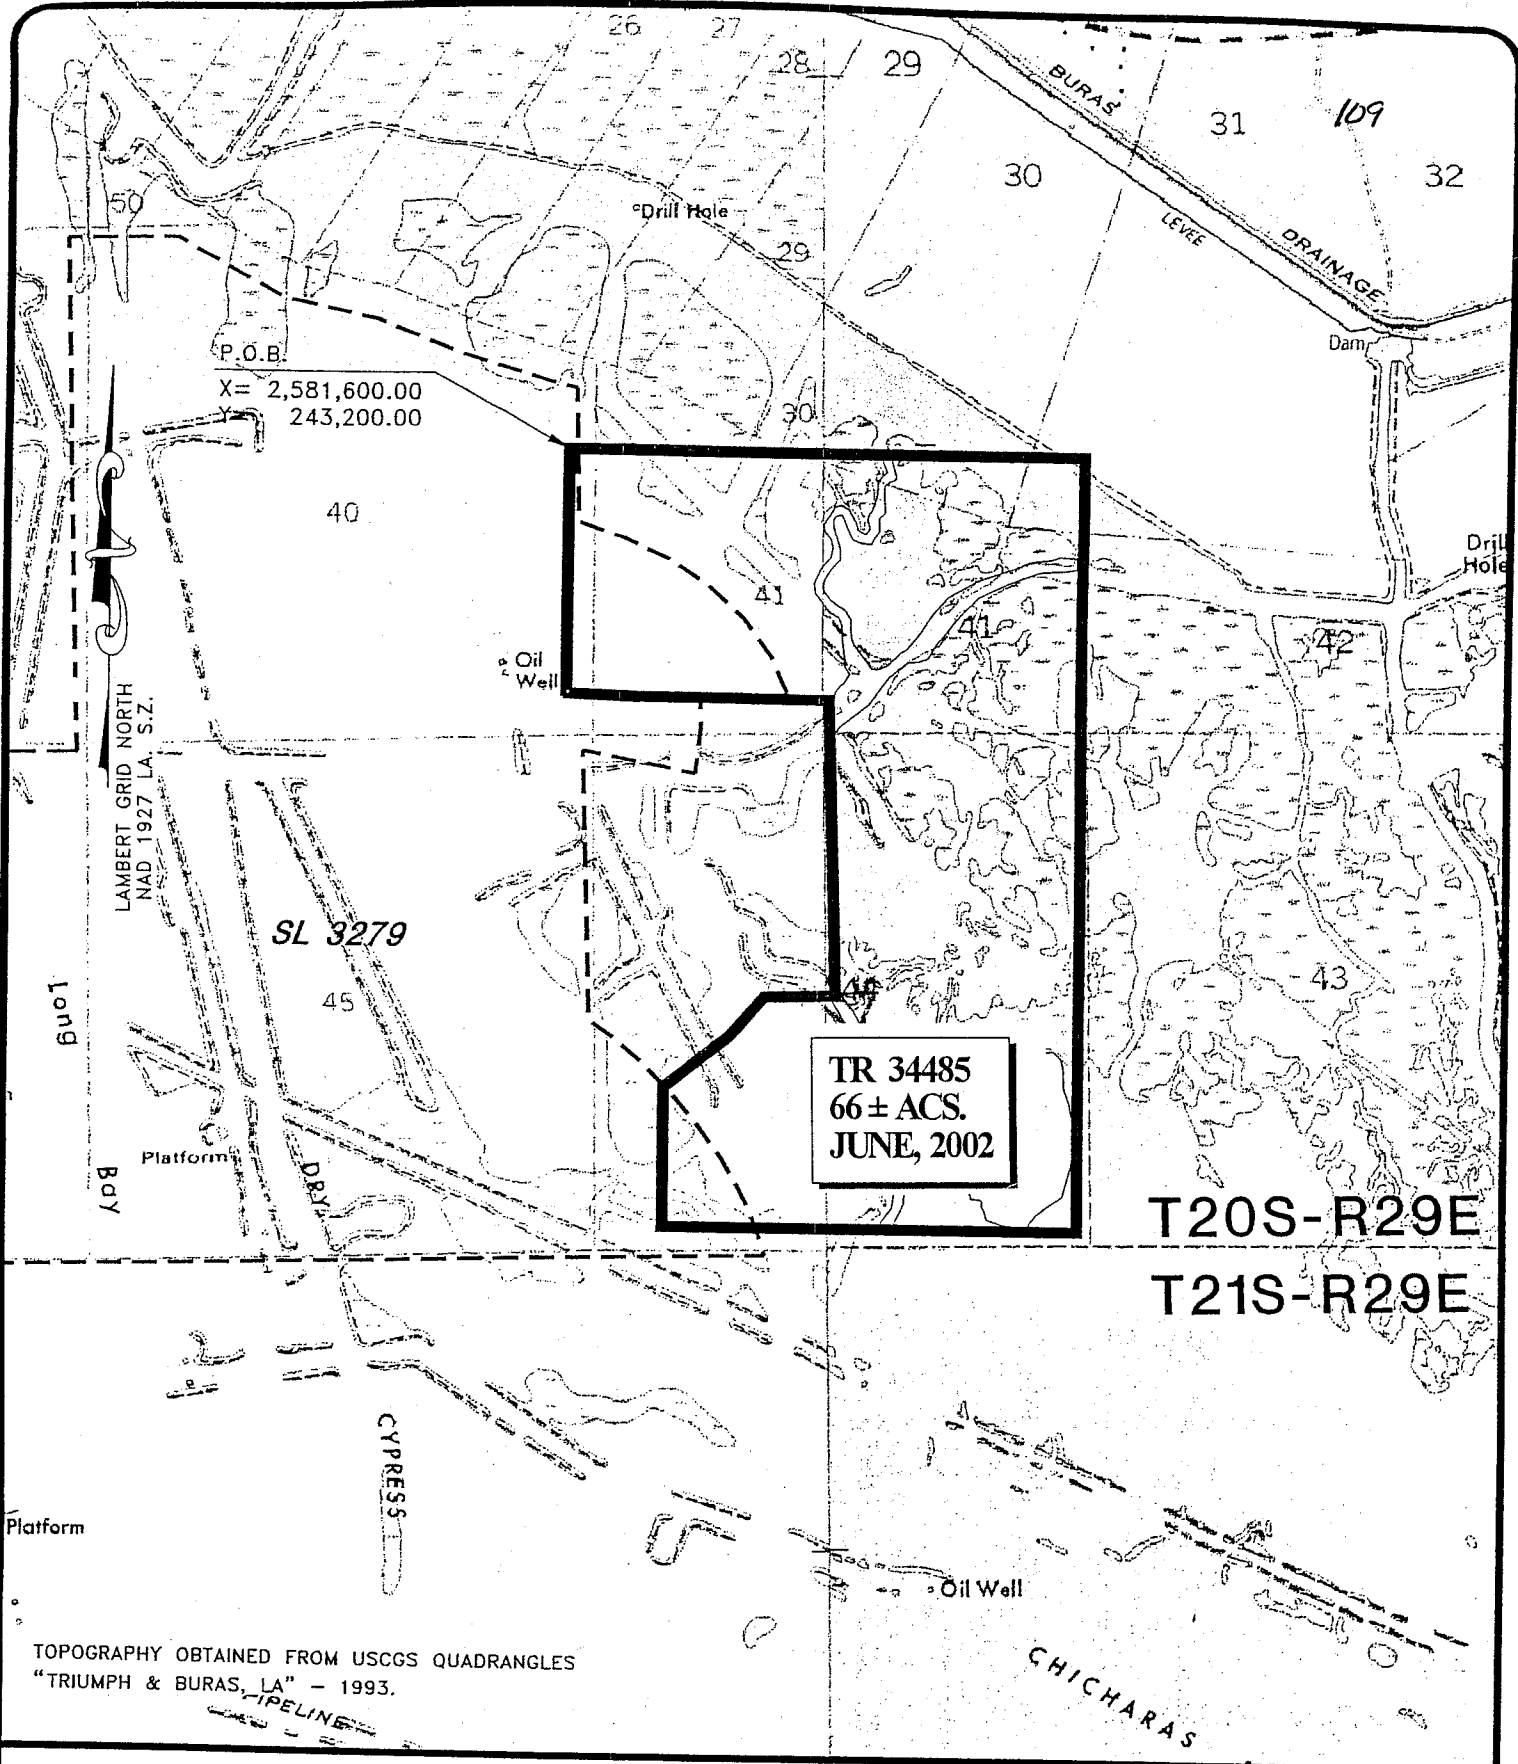 26
27
28
29
BURAS
31
109
30
32
50
Drill Hole
LEVEE
29
DRAINAGE
Dam
P.O.B.
X= 2,581,600.00
Y= 243,200.00
30
40
Drill
Hole
41
41
42
Oil
Well
LAMBERT GRID NORTH
NAD 1927 LA. S.Z.
SL 3279
45
44
43
Long
Bay
TR 34485
66 ± ACS.
JUNE, 2002
Platform
DRY
T20S-R29E
T21S-R29E
CYPRESS
Platform
Oil Well
TOPOGRAPHY OBTAINED FROM USCGS QUADRANGLES
"TRIUMPH & BURAS, LA" - 1993.
PIPELINE
CHICHARAS